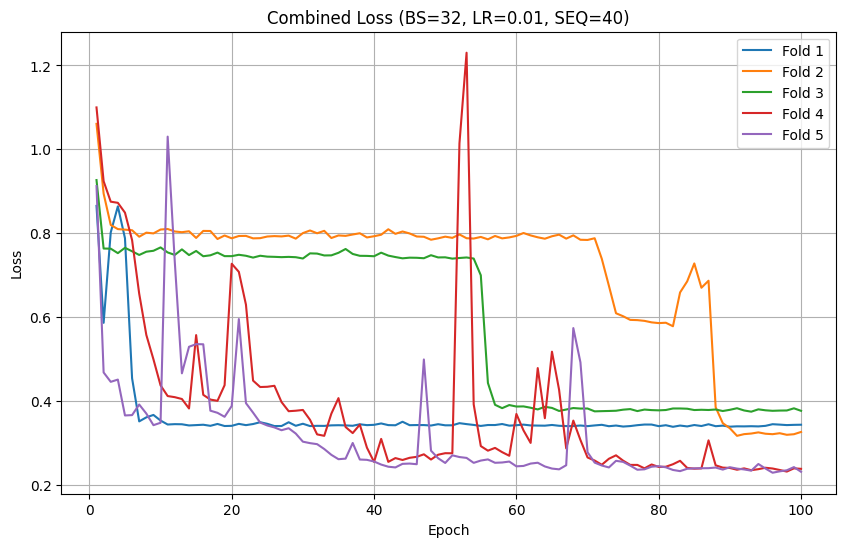 Combined Loss (BS=32, LR=0.01, SEQ=40)
Fold 1
Fold 2
Fold 3
Fold 4
Fold 5
Loss
1.2
1.0
0.8
0.6
0.4
0.2
0 20 40 60 80 100
Epoch